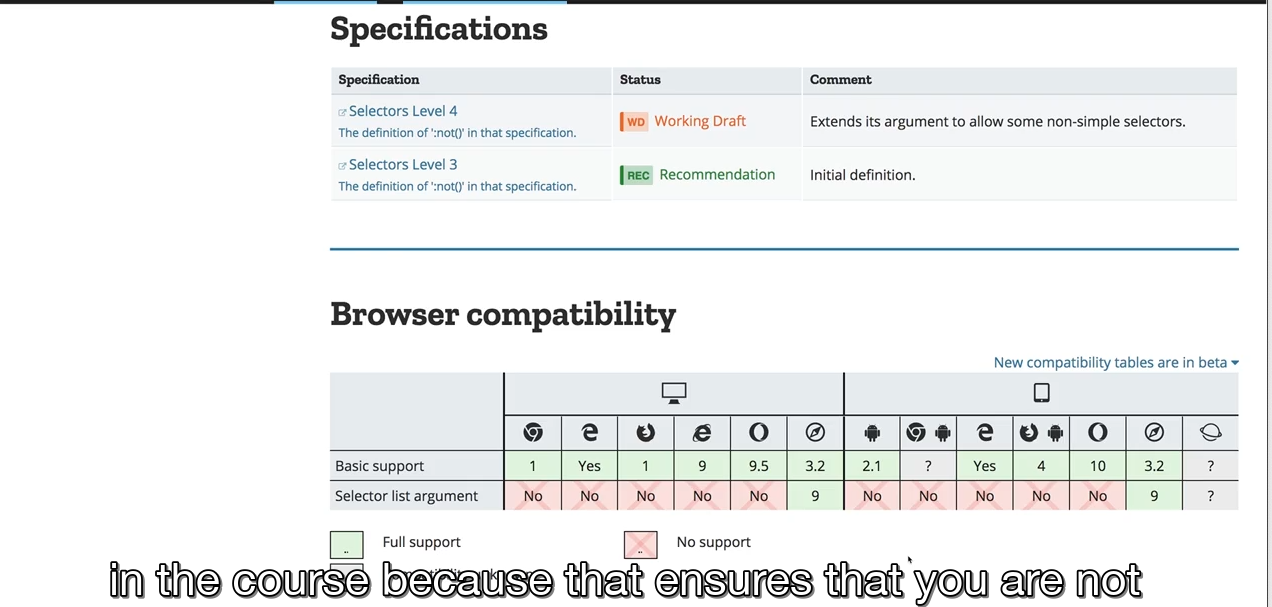 Specifications
Specification Status Comment
Selectors Level 4
The definition of ':not()' in that specification.
WD Working Draft
Extends its argument to allow some non-simple selectors.
Selectors Level 3
The definition of ':not()' in that specification.
REC Recommendation
Initial definition.
Browser compatibility
New compatibility tables are in beta
Basic support 1 Yes 1 9 9.5 3.2 2.1 ? Yes 4 10 3.2 ?
Selector list argument No No No No No 9 No No No No No 9 ?
.. Full support .. No support
in the course because that ensures that you are not